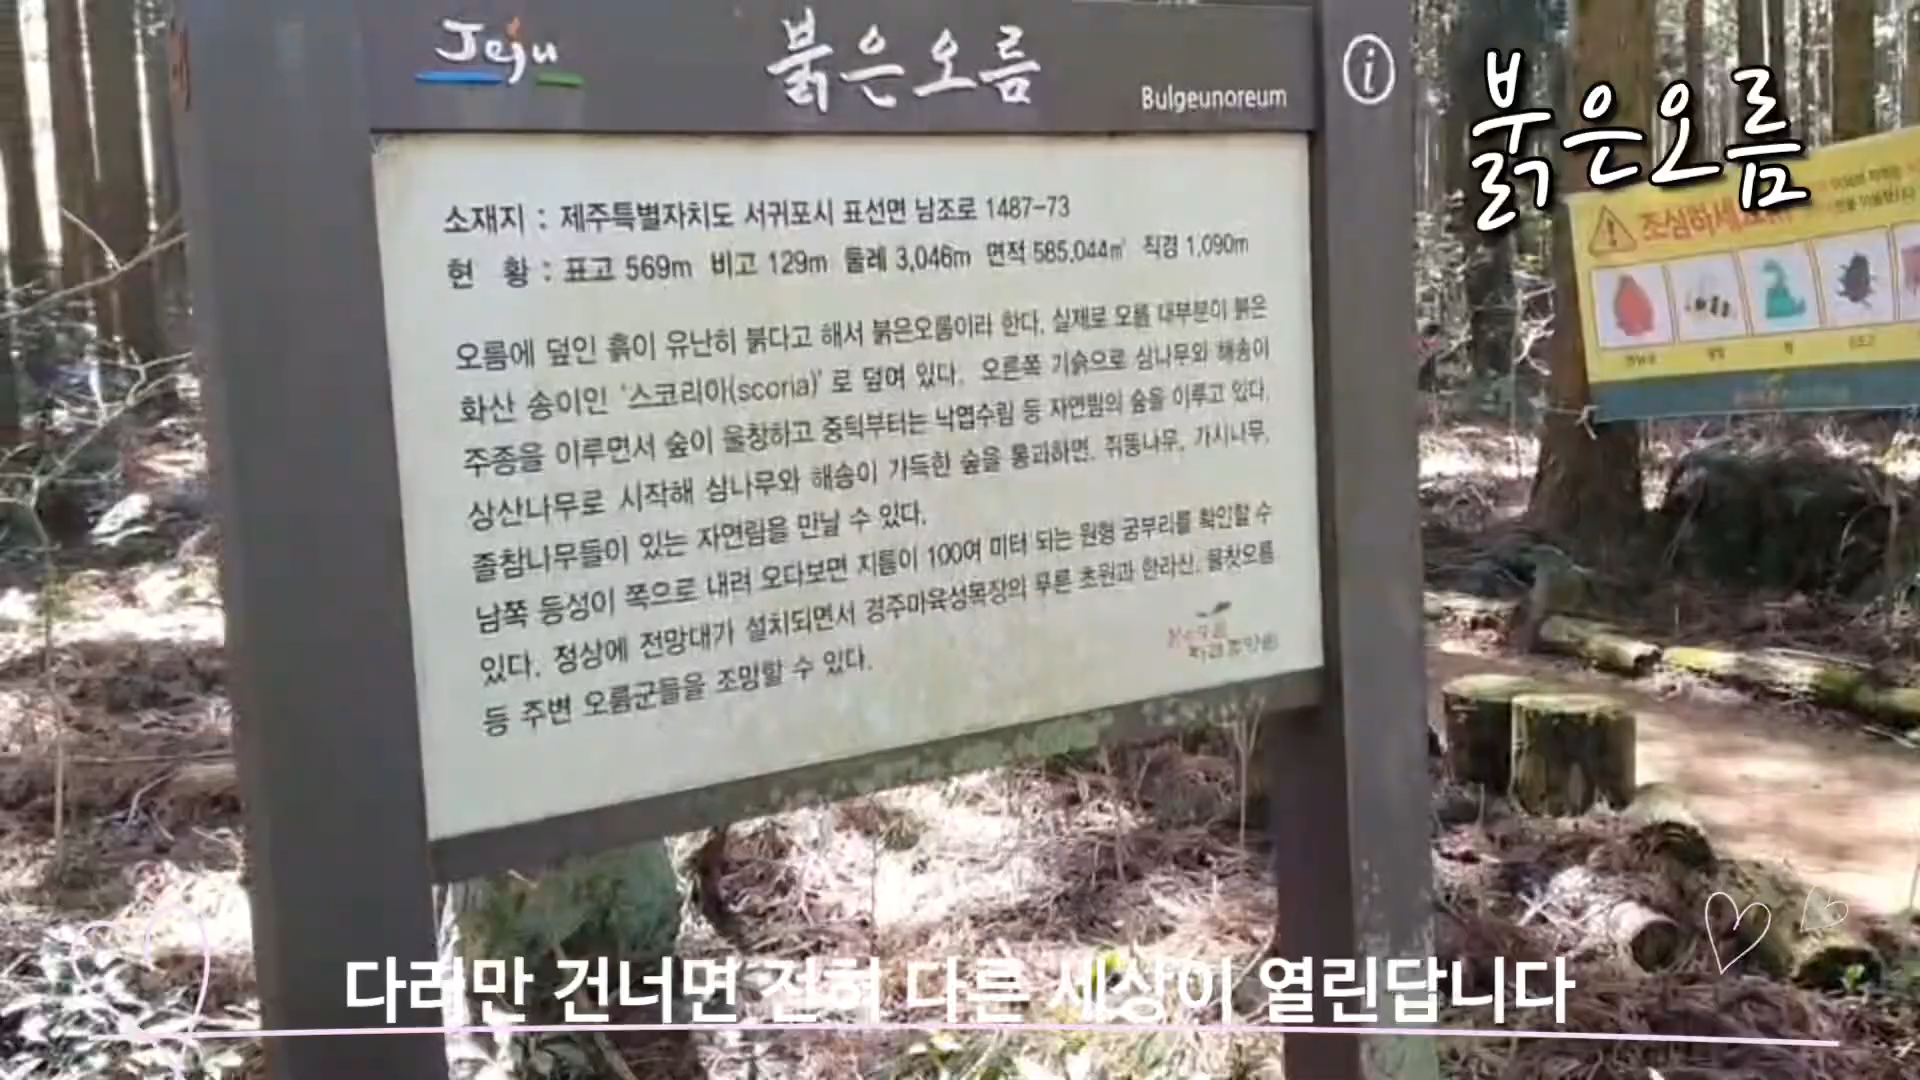 Jeju
붉은오름
Bulgeunoreum
i
붉은오름
소재지 : 제주특별자치도 서귀포시 표선면 남조로 1487-73
현 황 : 표고 569m 비고 129m 둘레 3,046m 면적 585,044㎡ 직경 1,090m
오름에 덮인 흙이 유난히 붉다고 해서 붉은오름이라 한다. 실제로 오름 대부분이 붉은
화산 송이인 '스코리아(scoria)'로 덮여 있다. 오른쪽 기슭으로 삼나무와 해송이
주종을 이루면서 숲이 울창하고 중턱부터는 낙엽수림 등 자연림의 숲을 이루고 있다.
상산나무로 시작해 삼나무와 해송이 가득한 숲을 통과하면, 쥐똥나무, 가시나무,
졸참나무들이 있는 자연림을 만날 수 있다.
남쪽 등성이 쪽으로 내려 오다보면 지름이 100여 미터 되는 원형 굼부리를 확인할 수
있다. 정상에 전망대가 설치되면서 경주마육성목장의 푸른 초원과 한라산, 물찻오름
등 주변 오름군들을 조망할 수 있다.
조심하세요
다리만 건너면 전혀 다른 세상이 열린답니다